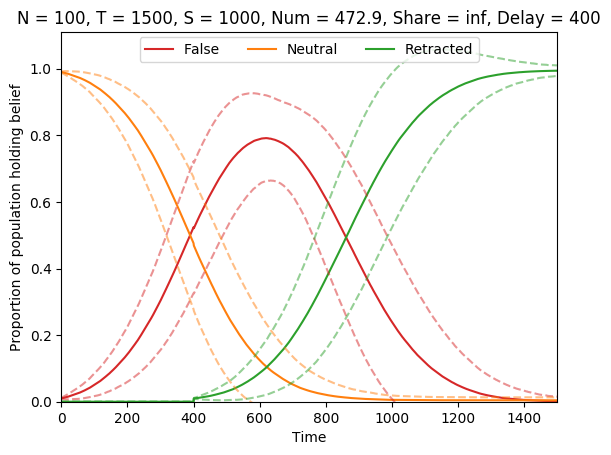 N = 100, T = 1500, S = 1000, Num = 472.9, Share = inf, Delay = 400
False Neutral Retracted
Proportion of population holding belief
1.0
0.8
0.6
0.4
0.2
0.0
0 200 400 600 800 1000 1200 1400
Time